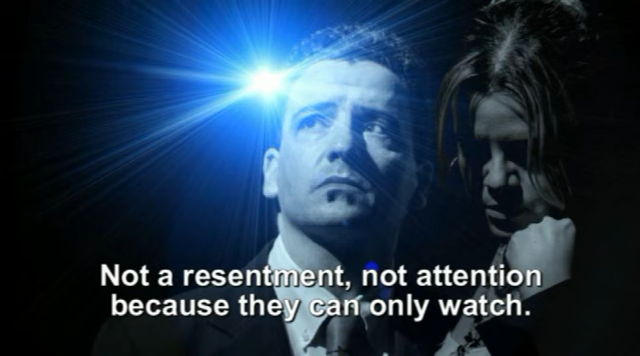 Not a resentment, not attention
because they can only watch.